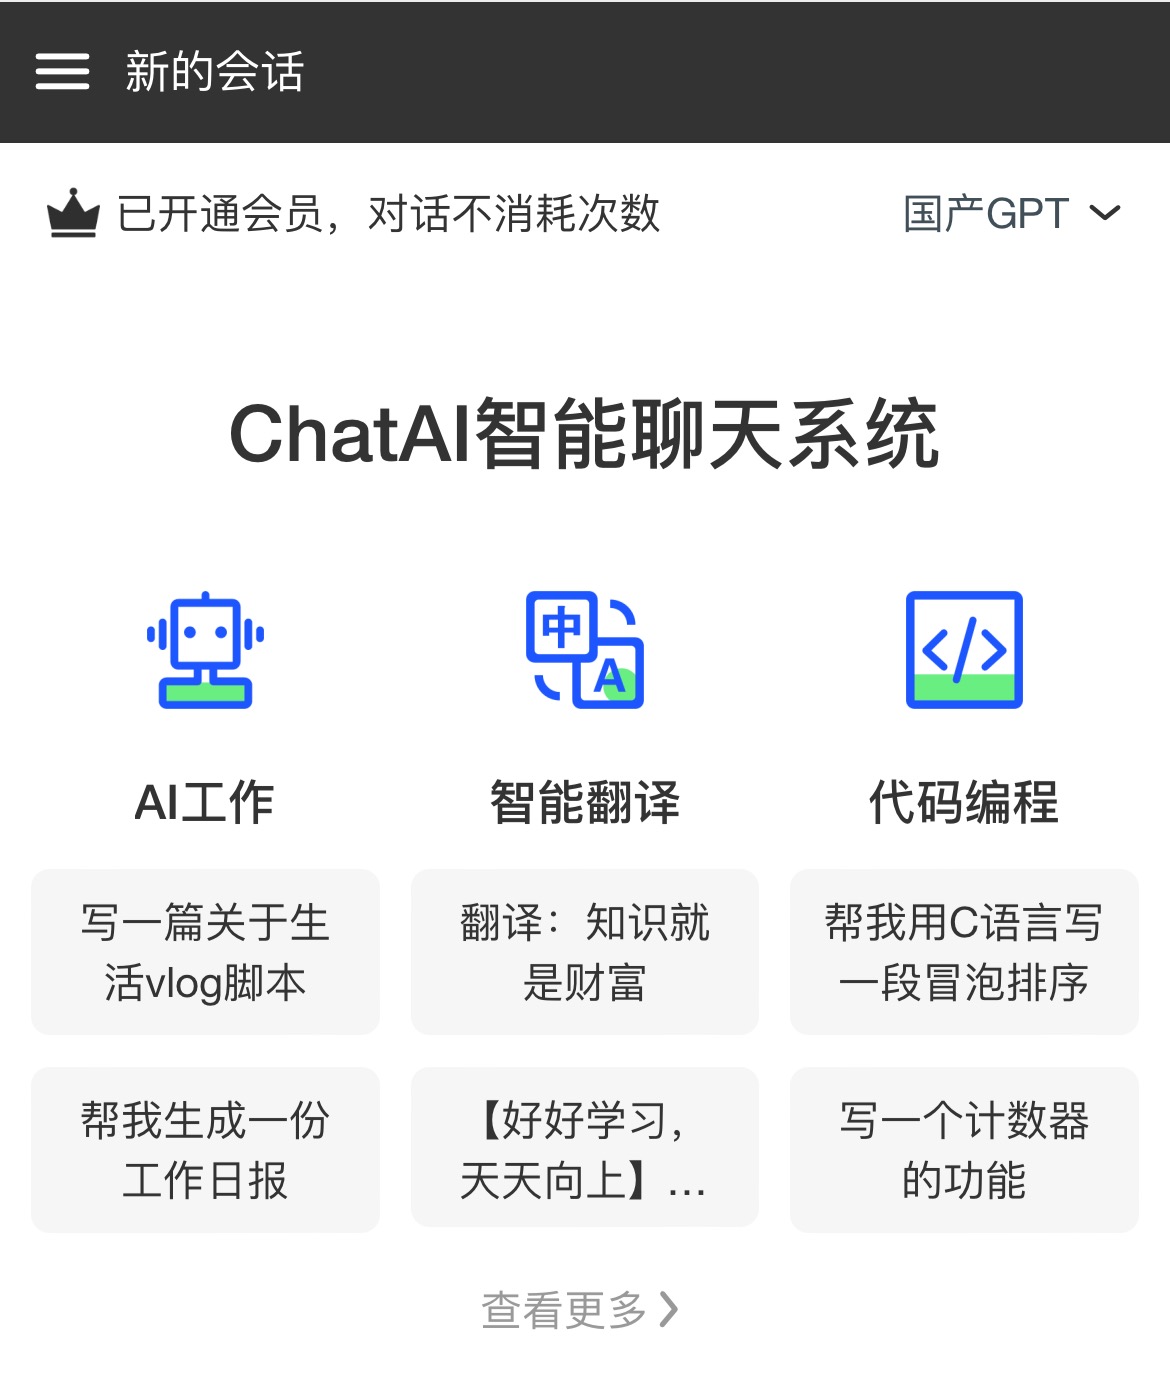 新的会话
已开通会员，对话不消耗次数
国产GPT
ChatAI智能聊天系统
中
A
</>
AI工作
智能翻译
代码编程
写一篇关于生
活vlog脚本
翻译：知识就
是财富
帮我用C语言写
一段冒泡排序
帮我生成一份
工作日报
【好好学习，
天天向上】...
写一个计数器
的功能
查看更多